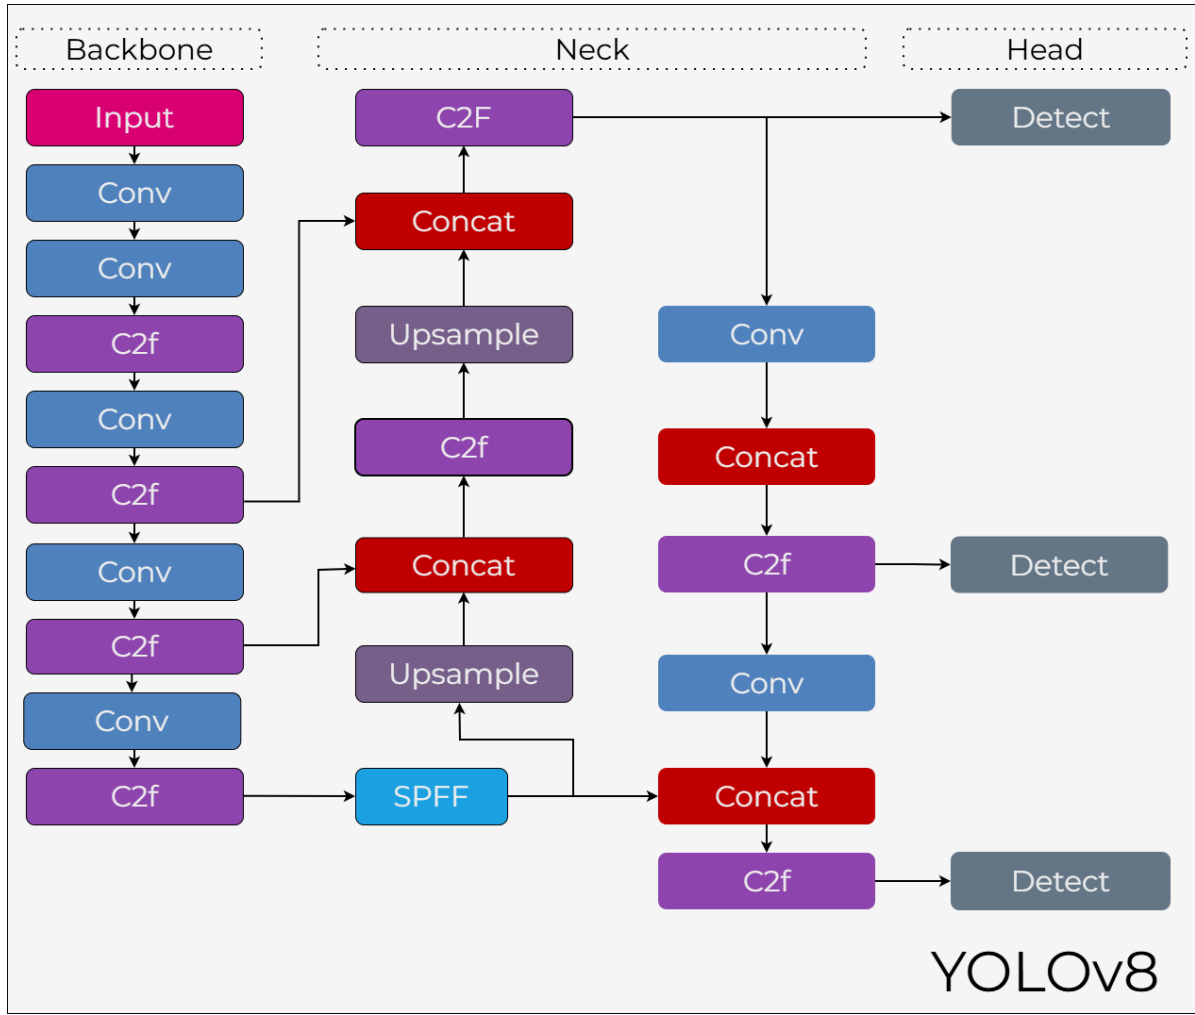 Backbone
Neck
Head
Input
Conv
Conv
C2f
Conv
C2f
Conv
C2f
Conv
C2f
C2F
Concat
Upsample
C2f
Concat
Upsample
SPFF
Conv
Concat
C2f
Conv
Concat
C2f
Detect
Detect
Detect
YOLOv8